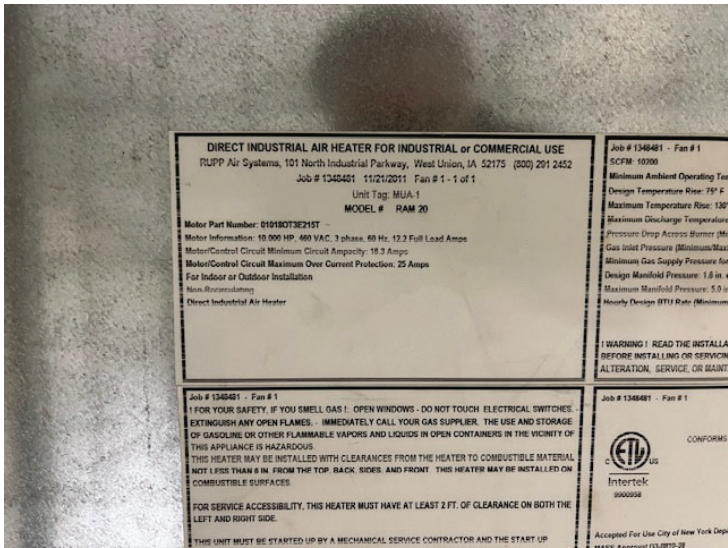 DIRECT INDUSTRIAL AIR HEATER FOR INDUSTRIAL or COMMERCIAL USE
RUPP Air Systems, 101 North Industrial Parkway, West Union, IA 52175 (800) 291 2452
Job # 1348481 11/21/2011 Fan # 1 - 1 of 1
Unit Tag: MUA-1
MODEL # RAM 20
Motor Part Number: 01018OT3E215T
Motor Information: 10.000 HP, 460 VAC, 3 phase, 60 Hz, 12.2 Full Load Amps
Motor/Control Circuit Minimum Circuit Ampacity: 16.3 Amps
Motor/Control Circuit Maximum Over Current Protection: 25 Amps
For Indoor or Outdoor Installation
Non-Recirculating
Direct Industrial Air Heater
Job # 1348481 - Fan # 1
SCFM: 10200
Minimum Ambient Operating Te
Design Temperature Rise: 75° F
Maximum Temperature Rise: 130°
Maximum Discharge Temperature
Pressure Drop Across Burner (Mi
Gas Inlet Pressure (Minimum/Max
Minimum Gas Supply Pressure for
Design Manifold Pressure: 1.6 in.
Maximum Manifold Pressure: 5.0 in
Hourly Design BTU Rate (Minimum
! WARNING ! READ THE INSTALLA
BEFORE INSTALLING OR SERVICIN
ALTERATION, SERVICE, OR MAINT
Job # 1348481 - Fan # 1
! FOR YOUR SAFETY, IF YOU SMELL GAS !: OPEN WINDOWS - DO NOT TOUCH ELECTRICAL SWITCHES. -
EXTINGUISH ANY OPEN FLAMES. - IMMEDIATELY CALL YOUR GAS SUPPLIER. THE USE AND STORAGE
OF GASOLINE OR OTHER FLAMMABLE VAPORS AND LIQUIDS IN OPEN CONTAINERS IN THE VICINITY OF
THIS APPLIANCE IS HAZARDOUS.
THIS HEATER MAY BE INSTALLED WITH CLEARANCES FROM THE HEATER TO COMBUSTIBLE MATERIAL
NOT LESS THAN 6 IN. FROM THE TOP, BACK, SIDES, AND FRONT. THIS HEATER MAY BE INSTALLED ON
COMBUSTIBLE SURFACES.
FOR SERVICE ACCESSIBILITY, THIS HEATER MUST HAVE AT LEAST 2 FT. OF CLEARANCE ON BOTH THE
LEFT AND RIGHT SIDE.
THIS UNIT MUST BE STARTED UP BY A MECHANICAL SERVICE CONTRACTOR AND THE START-UP
Job # 1348481 - Fan # 1
CONFORMS
C ETL US
Intertek
9900958
Accepted For Use City of New York Depa
MASS Approval